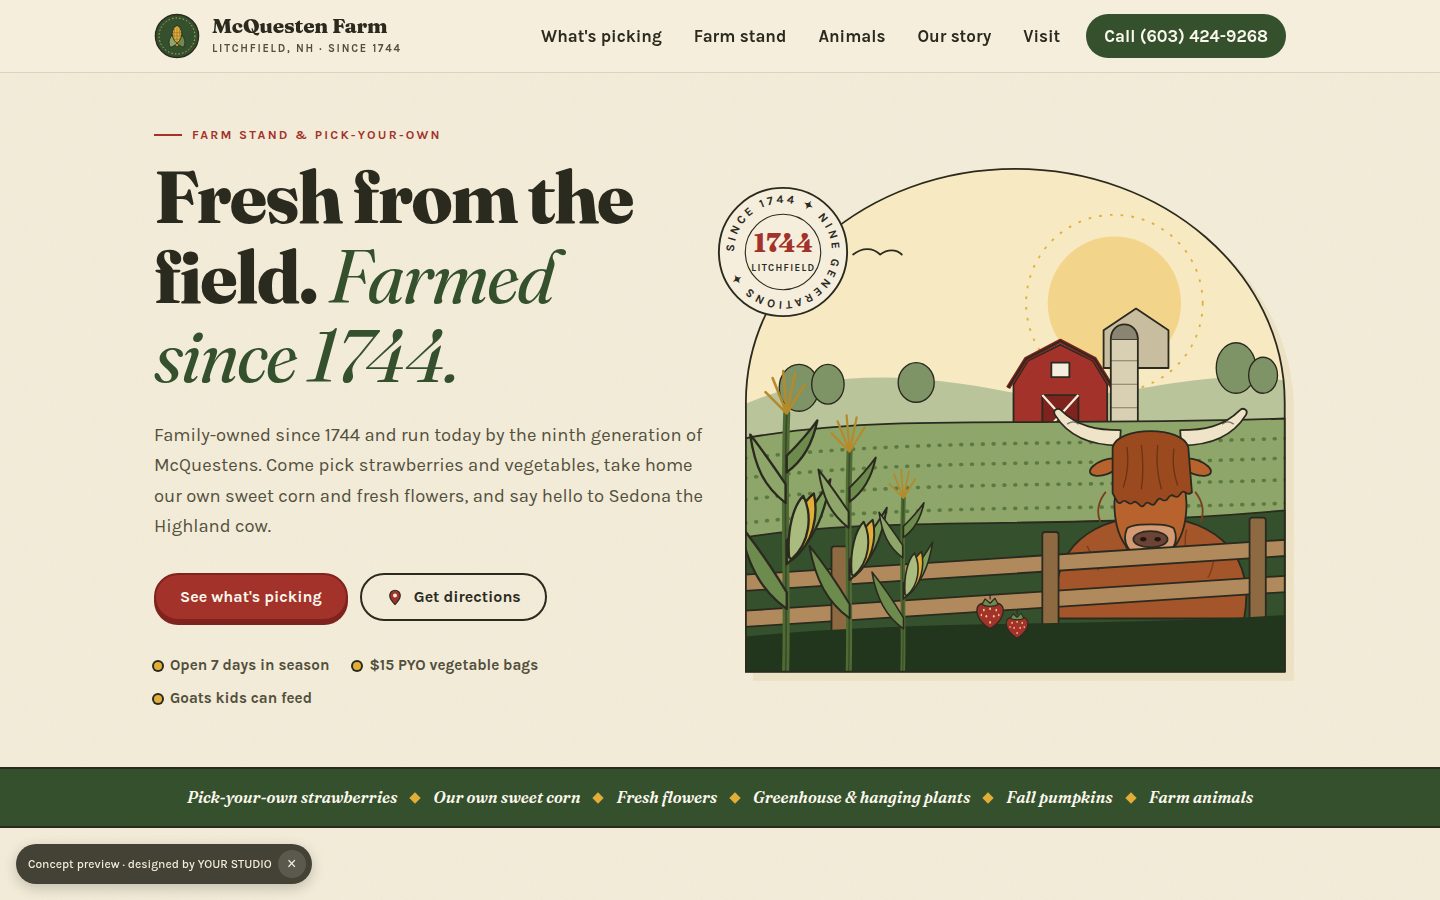 McQuesten Farm
LITCHFIELD, NH · SINCE 1744
What's picking
Farm stand
Animals
Our story
Visit
Call (603) 424-9268
FARM STAND & PICK-YOUR-OWN
Fresh from the
field. Farmed
since 1744.
Family-owned since 1744 and run today by the ninth generation of
McQuestens. Come pick strawberries and vegetables, take home
our own sweet corn and fresh flowers, and say hello to Sedona the
Highland cow.
See what's picking
Get directions
Open 7 days in season
$15 PYO vegetable bags
Goats kids can feed
SINCE 1744 ✦ NINE GENERATIONS ✦
1744
LITCHFIELD
Pick-your-own strawberries ◆ Our own sweet corn ◆ Fresh flowers ◆ Greenhouse & hanging plants ◆ Fall pumpkins ◆ Farm animals
Concept preview · designed by YOUR STUDIO ×